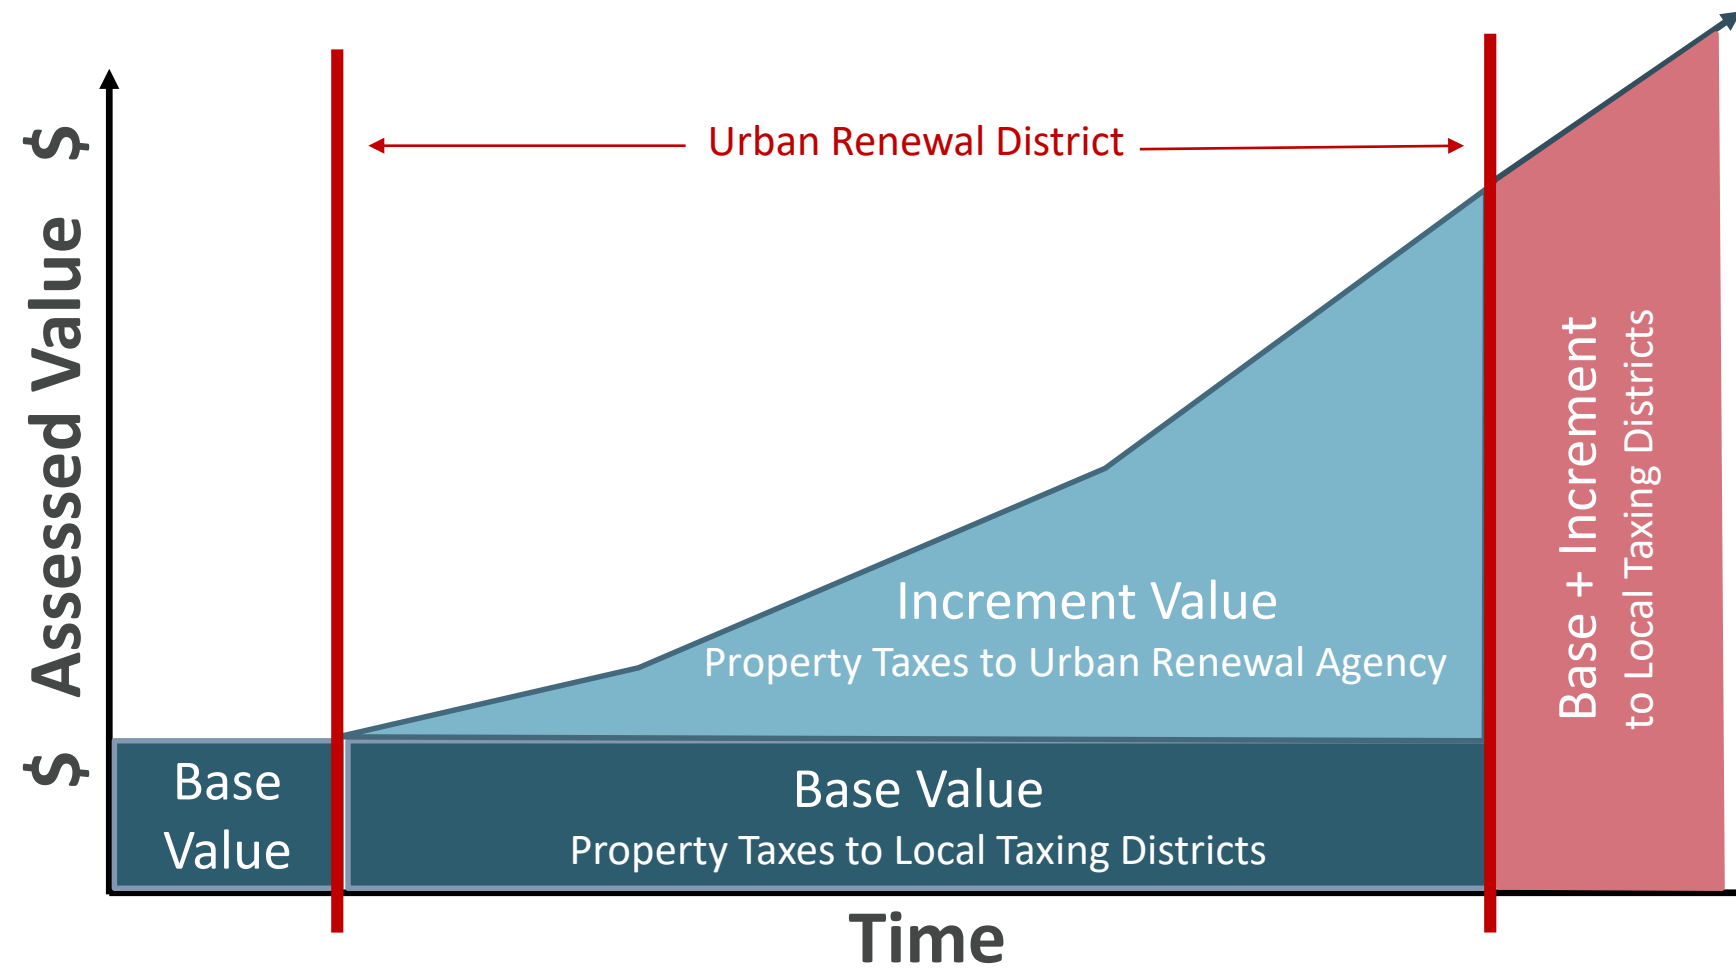 $ Assessed Value $
Urban Renewal District
Increment Value
Property Taxes to Urban Renewal Agency
Base + Increment
to Local Taxing Districts
Base
Value
Base Value
Property Taxes to Local Taxing Districts
Time